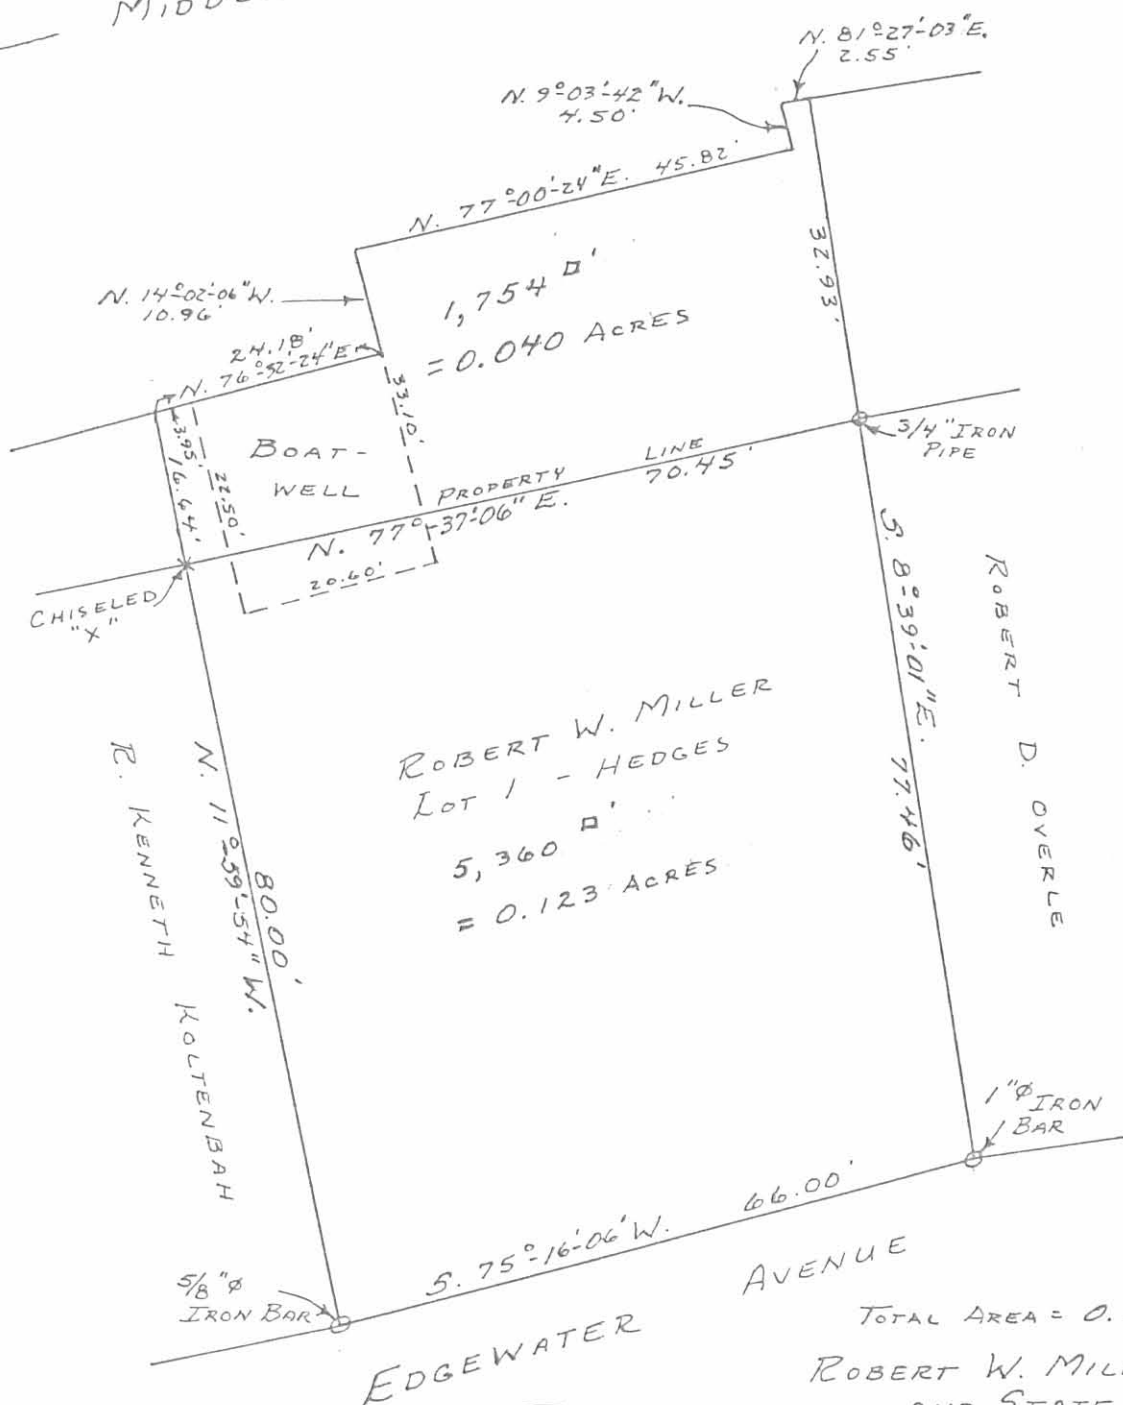 N. 81°-27'-03"E.
2.55'
N. 9°-03'-42"W.
4.50'
N. 77°-00'-24"E. 45.82'
N. 14°-02'-06"W.
10.96'
1,754 □'
= 0.040 ACRES
32.93'
24.18'
N. 76°-52'-24"E
3.95'
16.64'
22.50'
33.10'
BOAT-
WELL
PROPERTY LINE
N. 77°-37'-06" E. 70.45'
20.60'
3/4" IRON
PIPE
CHISELED
"X"
S. 8°-39'-01"E. 77.46'
ROBERT D. OVERLE
ROBERT W. MILLER
LOT 1 - HEDGES
5,360 □'
= 0.123 ACRES
R. KENNETH KOLTENBAH
N. 11°-59'-54" W.
80.00'
1"ø IRON
BAR
S. 75°-16'-06' W. 66.00'
5/8"ø
IRON BAR
EDGEWATER AVENUE
TOTAL AREA = 0.
ROBERT W.